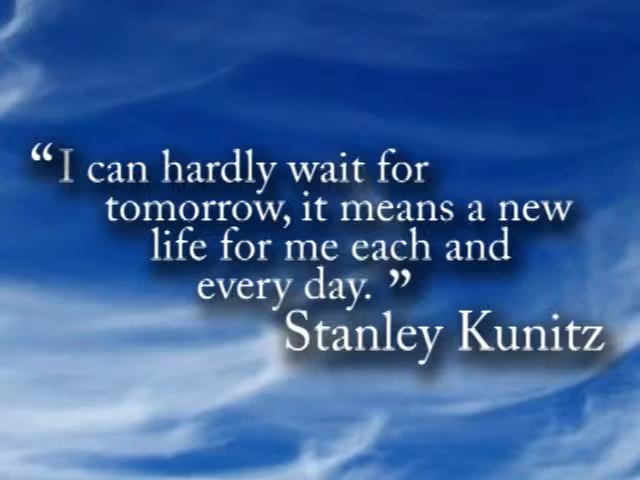 “I can hardly wait for
tomorrow, it means a new
life for me each and
every day.”
Stanley Kunitz